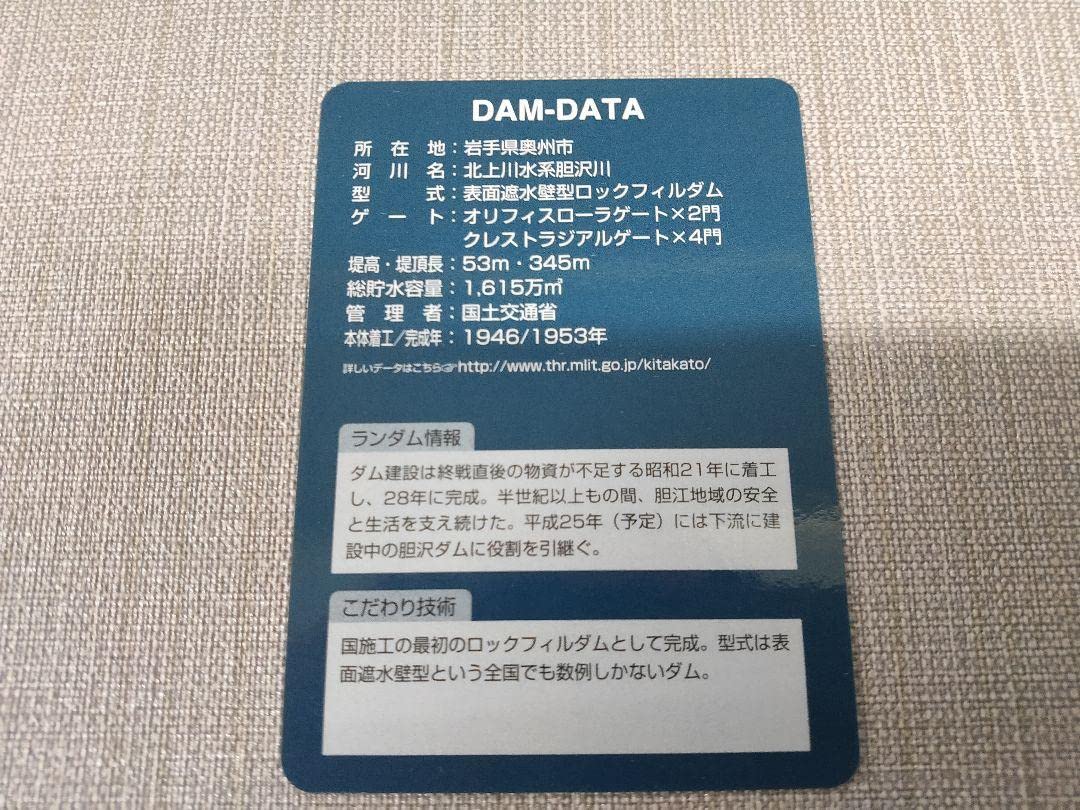 DAM-DATA
所在地：岩手県奥州市
河川名：北上川水系胆沢川
型式：表面遮水壁型ロックフィルダム
ゲート：オリフィスローラゲート×2門
クレストラジアルゲート×4門
堤高・堤頂長：53m・345m
総貯水容量：1,615万㎥
管理者：国土交通省
本体着工／完成年：1946/1953年
詳しいデータはこちら☞http://www.thr.mlit.go.jp/kitakato/
ランダム情報
ダム建設は終戦直後の物資が不足する昭和21年に着工
し、28年に完成。半世紀以上もの間、胆江地域の安全
と生活を支え続けた。平成25年（予定）には下流に建
設中の胆沢ダムに役割を引継ぐ。
こだわり技術
国施工の最初のロックフィルダムとして完成。型式は表
面遮水壁型という全国でも数例しかないダム。